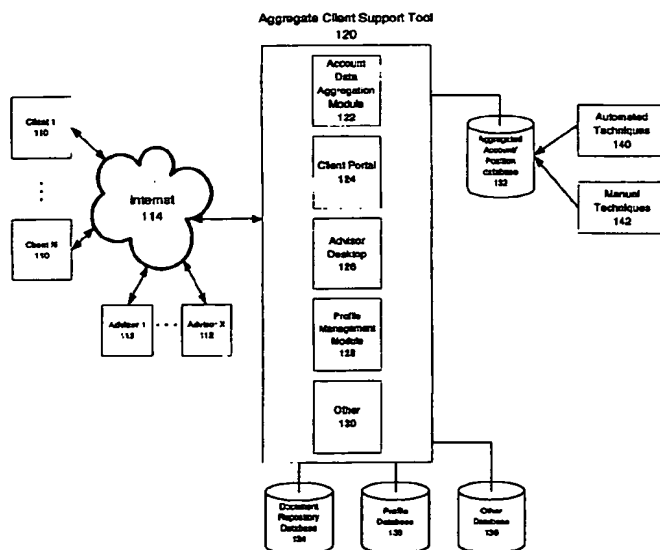 Aggregate Client Support Tool
120
Account
Data
Aggregation
Module
122
Client Portal
124
Advisor
Desktop
126
Profile
Management
Module
128
Other
130
Client 1
110
Client N
110
Internet
114
Advisor 1
112
Advisor X
112
Aggregated
Account/
Position
database
132
Automated
Techniques
140
Manual
Techniques
142
Document
Repository
Database
134
Profile
Database
Other
Database